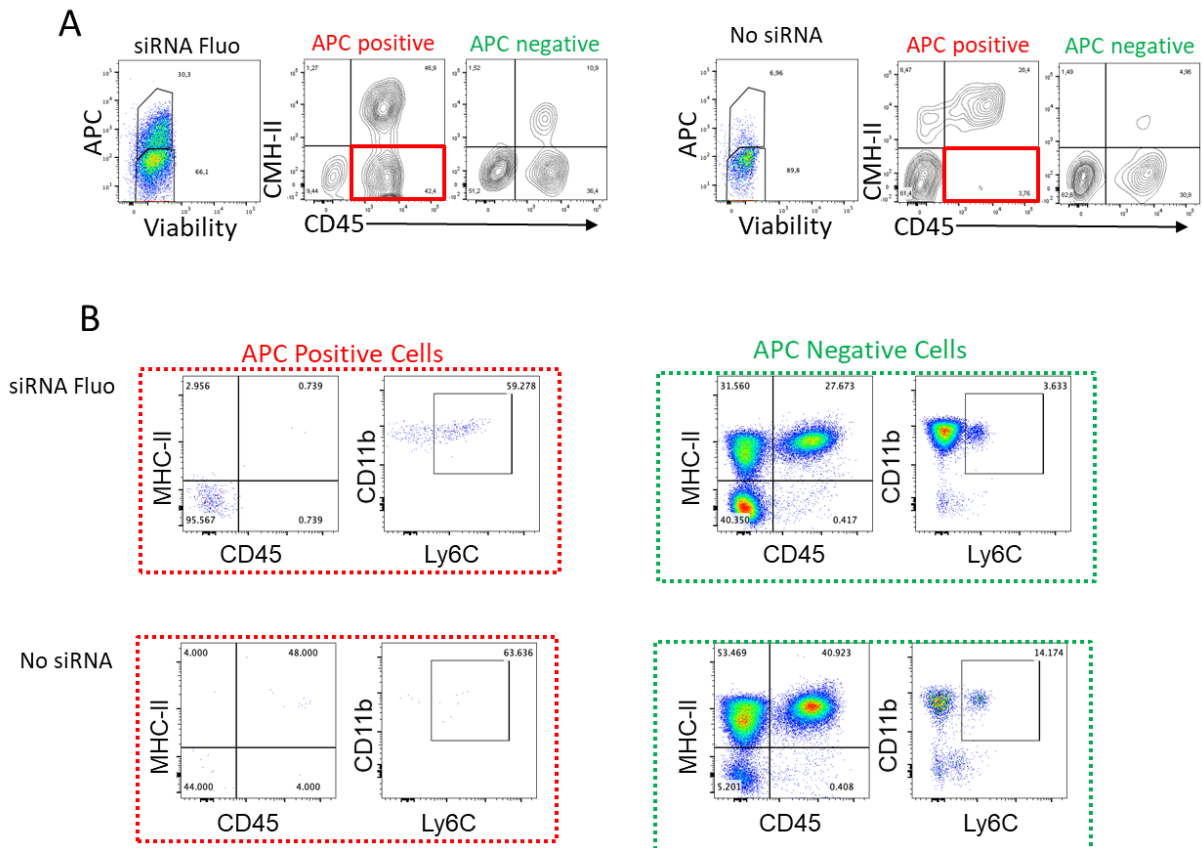 A
siRNA Fluo
APC positive
APC negative
No siRNA
APC positive
APC negative
30,3
66,1
APC
Viability
1,27
46,9
9,44
42,4
CMH-II
CD45
1,52
10,9
51,2
36,4
6,96
89,8
APC
Viability
6,47
28,4
61,4
3,76
CMH-II
CD45
1,49
4,96
62,6
30,9
B
APC Positive Cells
APC Negative Cells
siRNA Fluo
2.956
0.739
95.567
0.739
MHC-II
CD45
59.278
CD11b
Ly6C
31.560
27.673
40.350
0.417
MHC-II
CD45
3.633
CD11b
Ly6C
No siRNA
4.000
48.000
44.000
4.000
MHC-II
CD45
63.636
CD11b
Ly6C
53.469
40.923
5.201
0.408
MHC-II
CD45
14.174
CD11b
Ly6C